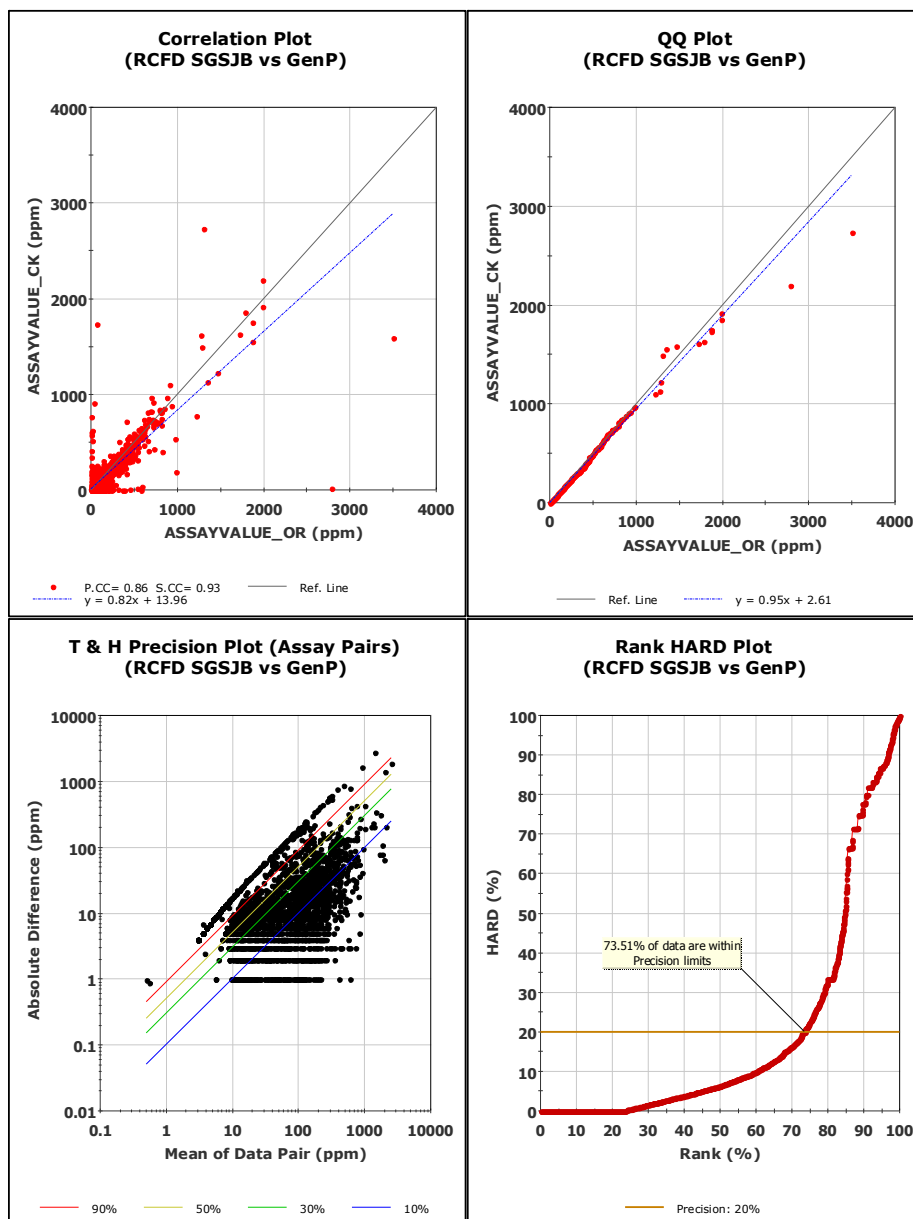 Correlation Plot
(RCFD SGSJB vs GenP)
ASSAYVALUE_CK (ppm)
4000
3000
2000
1000
0
0 1000 2000 3000 4000
ASSAYVALUE_OR (ppm)
P.CC= 0.86 S.CC= 0.93 Ref. Line
y = 0.82x + 13.96
QQ Plot
(RCFD SGSJB vs GenP)
ASSAYVALUE_CK (ppm)
4000
3000
2000
1000
0
0 1000 2000 3000 4000
ASSAYVALUE_OR (ppm)
Ref. Line y = 0.95x + 2.61
T & H Precision Plot (Assay Pairs)
(RCFD SGSJB vs GenP)
Absolute Difference (ppm)
10000
1000
100
10
1
0.1
0.01
0.1 1 10 100 1000 10000
Mean of Data Pair (ppm)
90% 50% 30% 10%
Rank HARD Plot
(RCFD SGSJB vs GenP)
HARD (%)
100
90
80
70
60
50
40
30
20
10
0
73.51% of data are within
Precision limits
0 10 20 30 40 50 60 70 80 90 100
Rank (%)
Precision: 20%